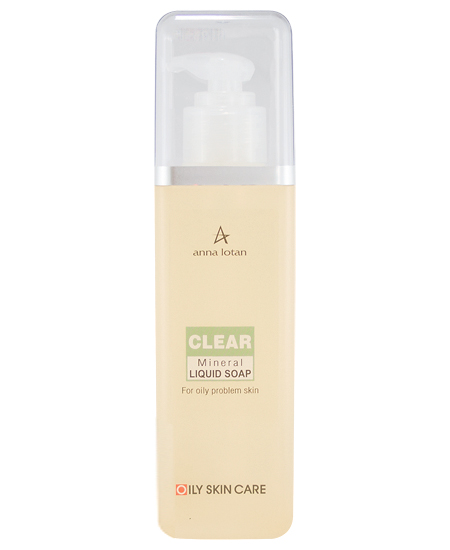 anna lotan
CLEAR
Mineral
LIQUID SOAP
For oily problem skin
OILY SKIN CARE